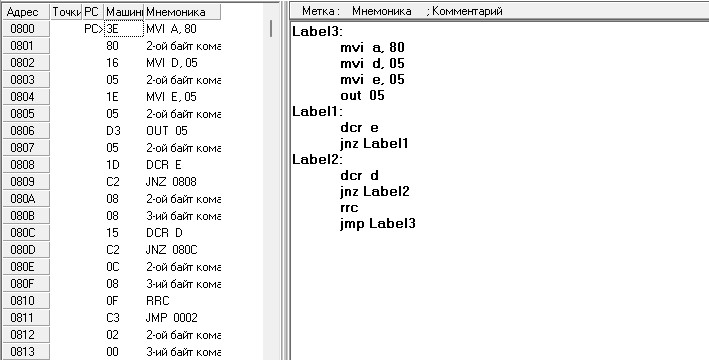 Адрес Точки PC Машин Мнемоника
0800 PC> 3E MVI A, 80
0801 80 2-ой байт кома
0802 16 MVI D, 05
0803 05 2-ой байт кома
0804 1E MVI E, 05
0805 05 2-ой байт кома
0806 D3 OUT 05
0807 05 2-ой байт кома
0808 1D DCR E
0809 C2 JNZ 0808
080A 08 2-ой байт кома
080B 08 3-ий байт кома
080C 15 DCR D
080D C2 JNZ 080C
080E 0C 2-ой байт кома
080F 08 3-ий байт кома
0810 0F RRC
0811 C3 JMP 0002
0812 02 2-ой байт кома
0813 00 3-ий байт кома
Метка : Мнемоника ; Комментарий
Label3:
mvi a, 80
mvi d, 05
mvi e, 05
out 05
Label1:
dcr e
jnz Label1
Label2:
dcr d
jnz Label2
rrc
jmp Label3